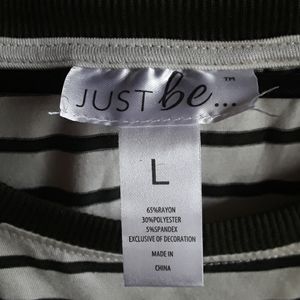 JUST be...™
L
65%RAYON
30%POLYESTER
5%SPANDEX
EXCLUSIVE OF DECORATION
MADE IN
CHINA